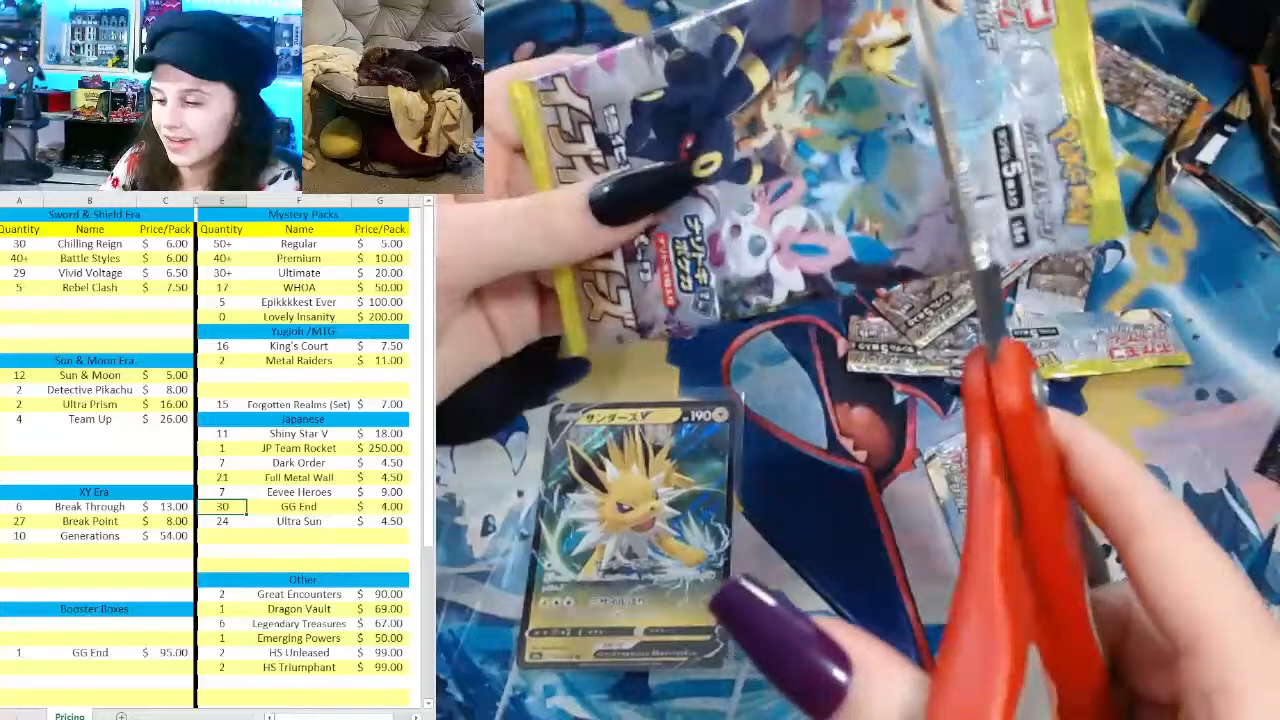 A B C D E F G
Sword & Shield Era Mystery Packs
Quantity Name Price/Pack Quantity Name Price/Pack
30 Chilling Reign $ 6.00 50+ Regular $ 5.00
40+ Battle Styles $ 6.00 40+ Premium $ 10.00
29 Vivid Voltage $ 6.50 30+ Ultimate $ 20.00
5 Rebel Clash $ 7.50 17 WHOA $ 50.00
5 Epikkkkest Ever $ 100.00
0 Lovely Insanity $ 200.00
Yugioh /MTG
16 King's Court $ 7.50
Sun & Moon Era 2 Metal Raiders $ 11.00
12 Sun & Moon $ 5.00
2 Detective Pikachu $ 8.00
2 Ultra Prism $ 16.00 15 Forgotten Realms (Set) $ 7.00
4 Team Up $ 26.00 Japanese
11 Shiny Star V $ 18.00
1 JP Team Rocket $ 250.00
7 Dark Order $ 4.50
21 Full Metal Wall $ 4.50
XY Era 7 Eevee Heroes $ 9.00
6 Break Through $ 13.00 30 GG End $ 4.00
27 Break Point $ 8.00 24 Ultra Sun $ 4.50
10 Generations $ 54.00
Other
2 Great Encounters $ 90.00
Booster Boxes 1 Dragon Vault $ 69.00
6 Legendary Treasures $ 67.00
1 Emerging Powers $ 50.00
1 GG End $ 95.00 2 HS Unleased $ 99.00
2 HS Triumphant $ 99.00
Pricing
イーブイヒーローズ
POKÉMON
サンダースV 190